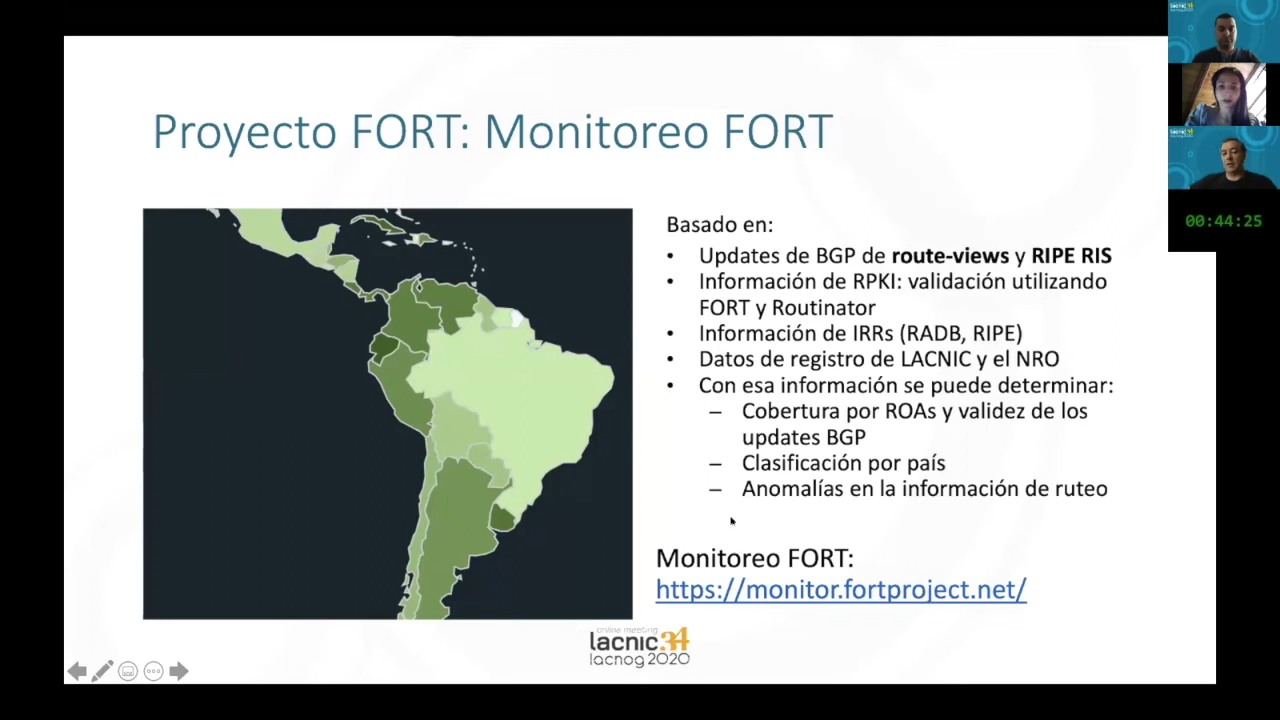 Proyecto FORT: Monitoreo FORT
Basado en:
• Updates de BGP de route-views y RIPE RIS
• Información de RPKI: validación utilizando
FORT y Routinator
• Información de IRRs (RADB, RIPE)
• Datos de registro de LACNIC y el NRO
• Con esa información se puede determinar:
– Cobertura por ROAs y validez de los
updates BGP
– Clasificación por país
– Anomalías en la información de ruteo
Monitoreo FORT:
https://monitor.fortproject.net/
online meeting
lacnic34
lacnog2020
00:44:25